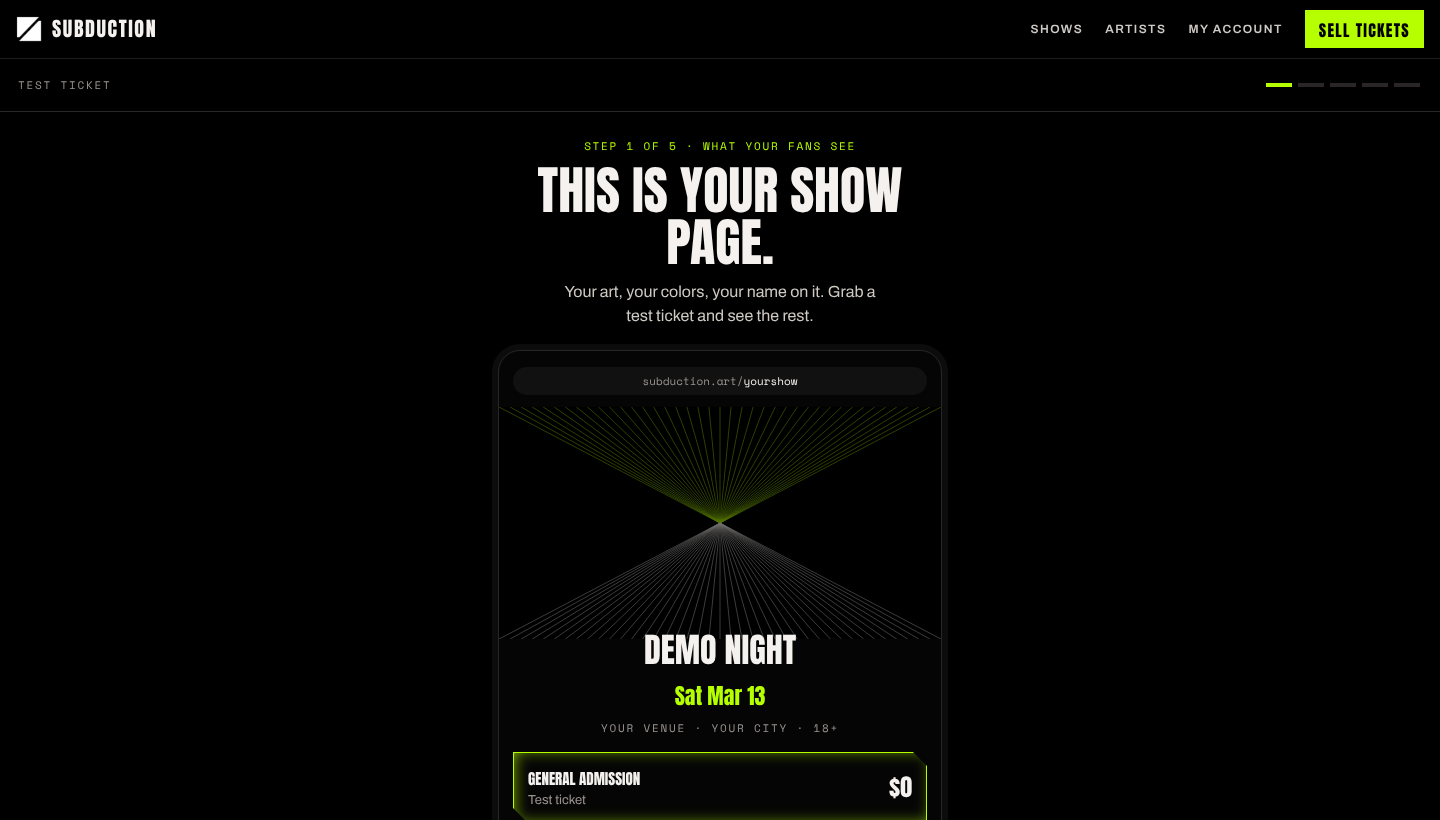 SUBDUCTION
SHOWS ARTISTS MY ACCOUNT SELL TICKETS
TEST TICKET
STEP 1 OF 5 · WHAT YOUR FANS SEE
THIS IS YOUR SHOW
PAGE.
Your art, your colors, your name on it. Grab a
test ticket and see the rest.
subduction.art/yourshow
DEMO NIGHT
Sat Mar 13
YOUR VENUE · YOUR CITY · 18+
GENERAL ADMISSION
$0
Test ticket